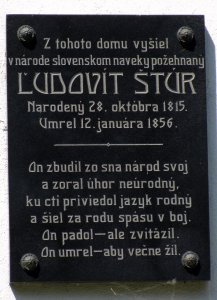 Z tohoto domu vyšiel
v národe slovenskom naveky požehnaný
ĽUDOVÍT ŠTÚR
Narodený 28. októbra 1815.
Umrel 12. januára 1856.
On zbudil zo sna národ svoj
a zoral úhor neúrodný,
ku cti priviedol jazyk rodný
a šiel za rodu spásu v boj.
On padol—ale zvíťazil.
On umrel—aby večne žil.